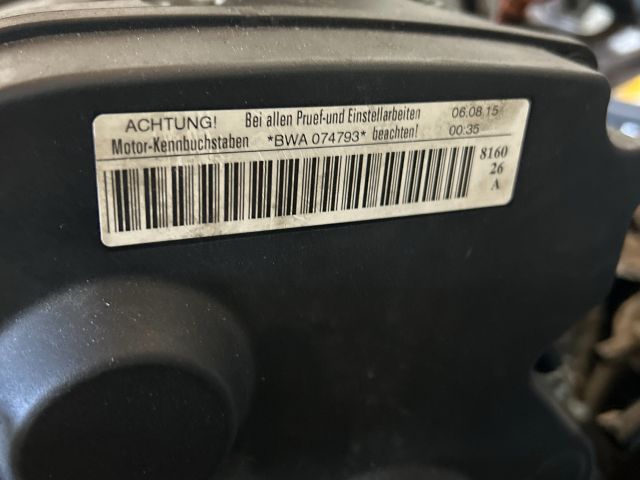 ACHTUNG! Bei allen Pruef-und Einstellarbeiten 06.08.15
Motor-Kennbuchstaben *BWA 074793* beachten! 00:35
8160
26
A